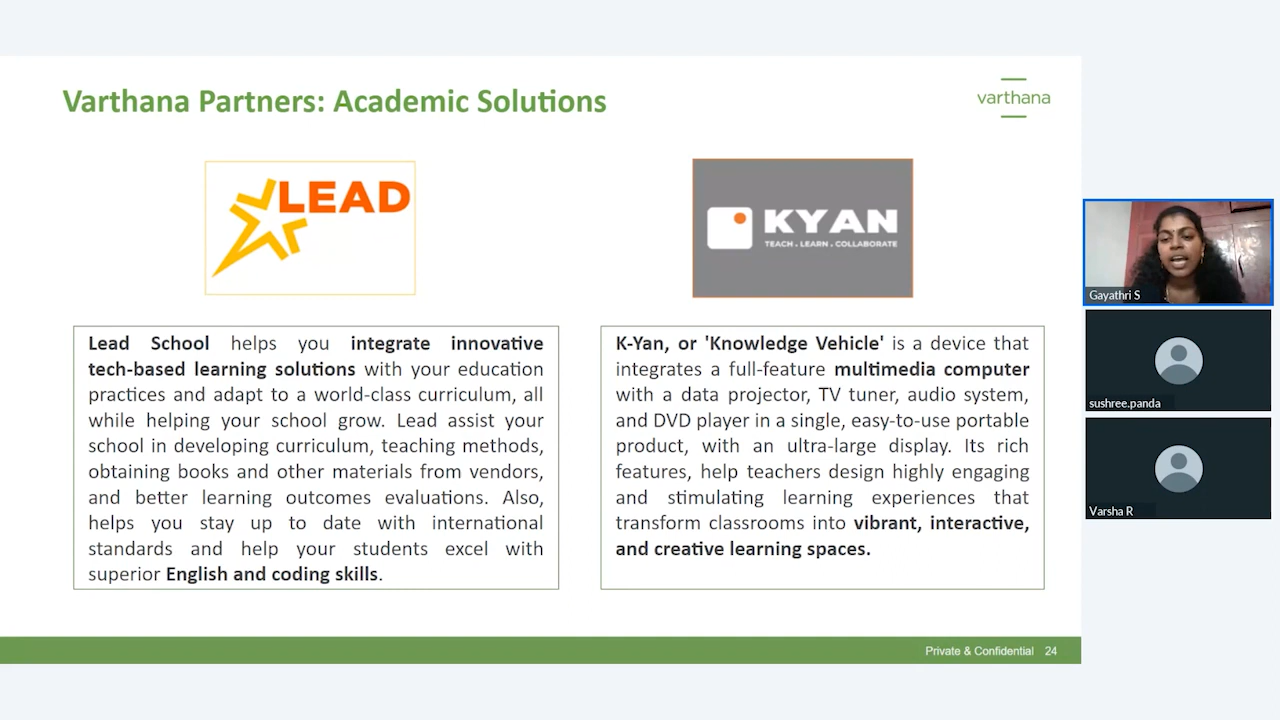 Varthana Partners: Academic Solutions
varthana
LEAD
KYAN
TEACH . LEARN . COLLABORATE
Lead School helps you integrate innovative
tech-based learning solutions with your education
practices and adapt to a world-class curriculum, all
while helping your school grow. Lead assist your
school in developing curriculum, teaching methods,
obtaining books and other materials from vendors,
and better learning outcomes evaluations. Also,
helps you stay up to date with international
standards and help your students excel with
superior English and coding skills.
K-Yan, or 'Knowledge Vehicle' is a device that
integrates a full-feature multimedia computer
with a data projector, TV tuner, audio system,
and DVD player in a single, easy-to-use portable
product, with an ultra-large display. Its rich
features, help teachers design highly engaging
and stimulating learning experiences that
transform classrooms into vibrant, interactive,
and creative learning spaces.
Private & Confidential 24
Gayathri S
sushree.panda
Varsha R